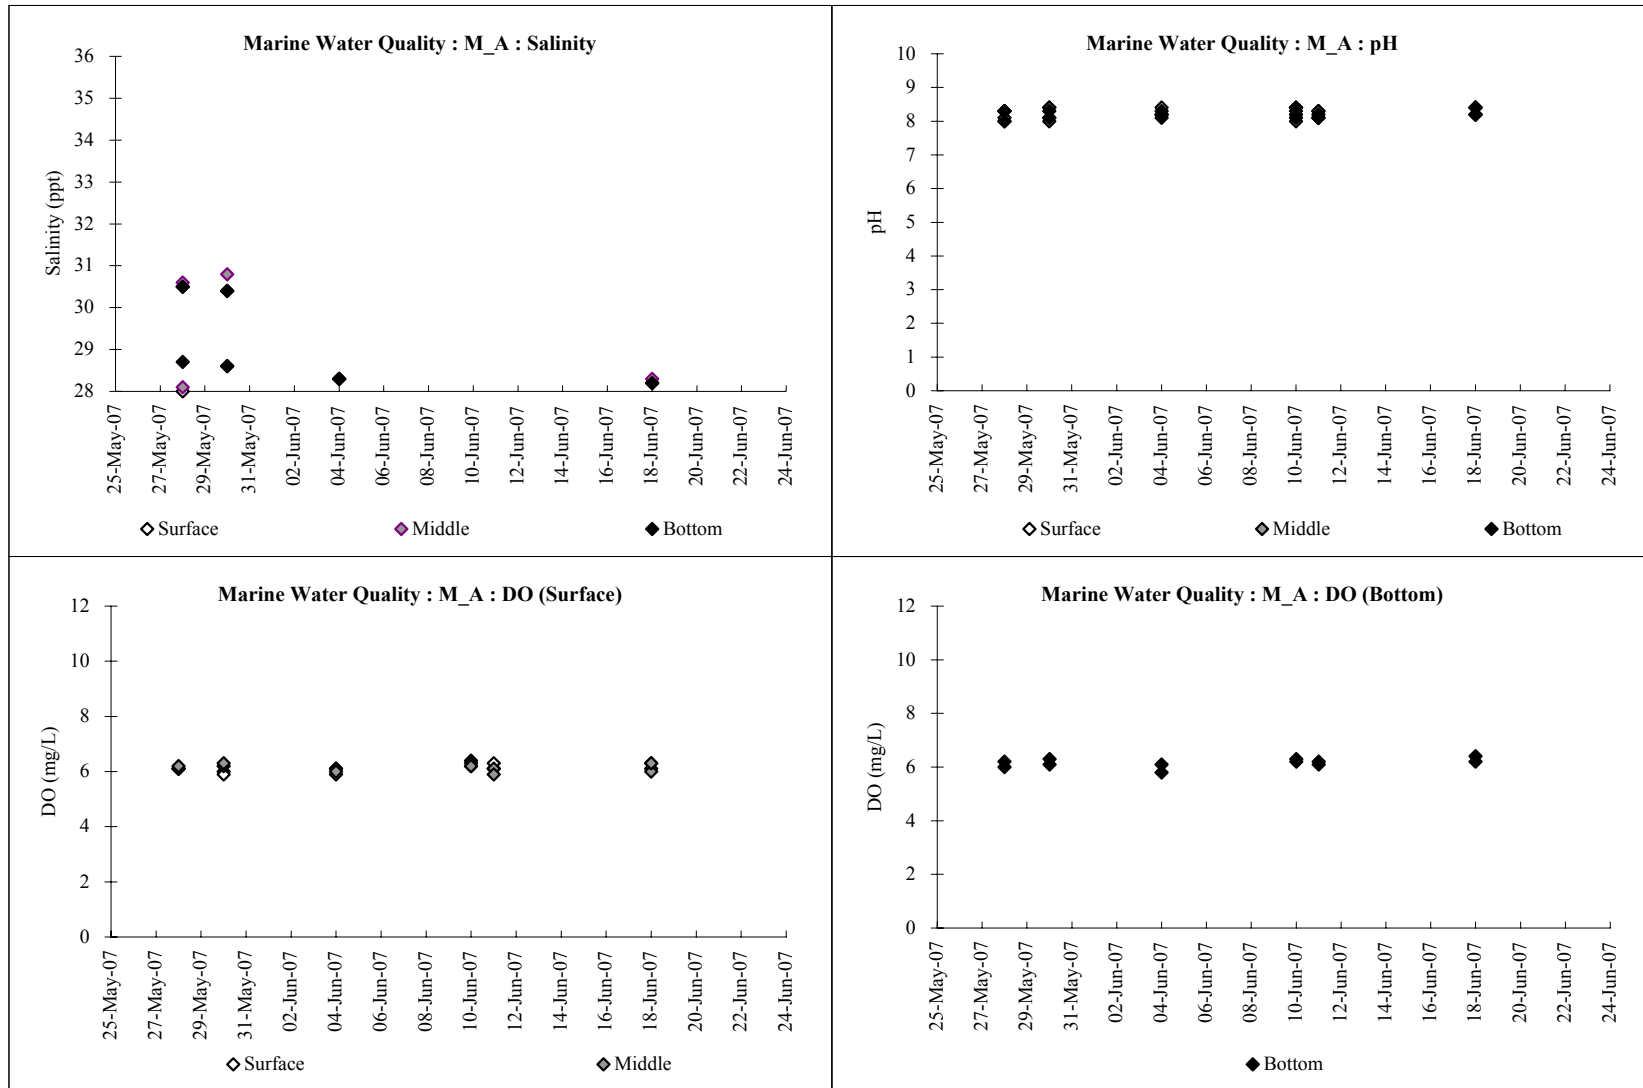 Marine Water Quality : M_A : Salinity
36
35
34
33
32
31
30
29
28
Salinity (ppt)
25-May-07
27-May-07
29-May-07
31-May-07
02-Jun-07
04-Jun-07
06-Jun-07
08-Jun-07
10-Jun-07
12-Jun-07
14-Jun-07
16-Jun-07
18-Jun-07
20-Jun-07
22-Jun-07
24-Jun-07
Surface Middle Bottom
Marine Water Quality : M_A : pH
10
9
8
7
6
5
4
3
2
1
0
pH
25-May-07
27-May-07
29-May-07
31-May-07
02-Jun-07
04-Jun-07
06-Jun-07
08-Jun-07
10-Jun-07
12-Jun-07
14-Jun-07
16-Jun-07
18-Jun-07
20-Jun-07
22-Jun-07
24-Jun-07
Surface Middle Bottom
Marine Water Quality : M_A : DO (Surface)
12
10
8
6
4
2
0
DO (mg/L)
25-May-07
27-May-07
29-May-07
31-May-07
02-Jun-07
04-Jun-07
06-Jun-07
08-Jun-07
10-Jun-07
12-Jun-07
14-Jun-07
16-Jun-07
18-Jun-07
20-Jun-07
22-Jun-07
24-Jun-07
Surface Middle
Marine Water Quality : M_A : DO (Bottom)
12
10
8
6
4
2
0
DO (mg/L)
25-May-07
27-May-07
29-May-07
31-May-07
02-Jun-07
04-Jun-07
06-Jun-07
08-Jun-07
10-Jun-07
12-Jun-07
14-Jun-07
16-Jun-07
18-Jun-07
20-Jun-07
22-Jun-07
24-Jun-07
Bottom